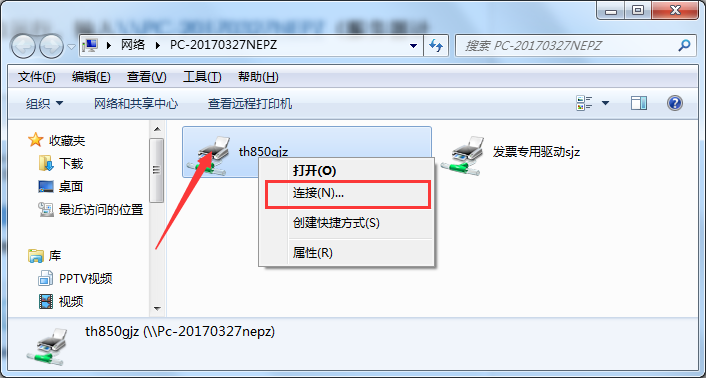 输入\\PC-20170327NEPZ
网络 ▸ PC-20170327NEPZ ▸
搜索 PC-20170327NEPZ
文件(F) 编辑(E) 查看(V) 工具(T) 帮助(H)
组织 网络和共享中心 查看远程打印机
收藏夹
下载
桌面
最近访问的位置
库
PPTV视频
视频
th850gjz
发票专用驱动sjz
打开(O)
连接(N)...
创建快捷方式(S)
属性(R)
th850gjz (\\Pc-20170327nepz)